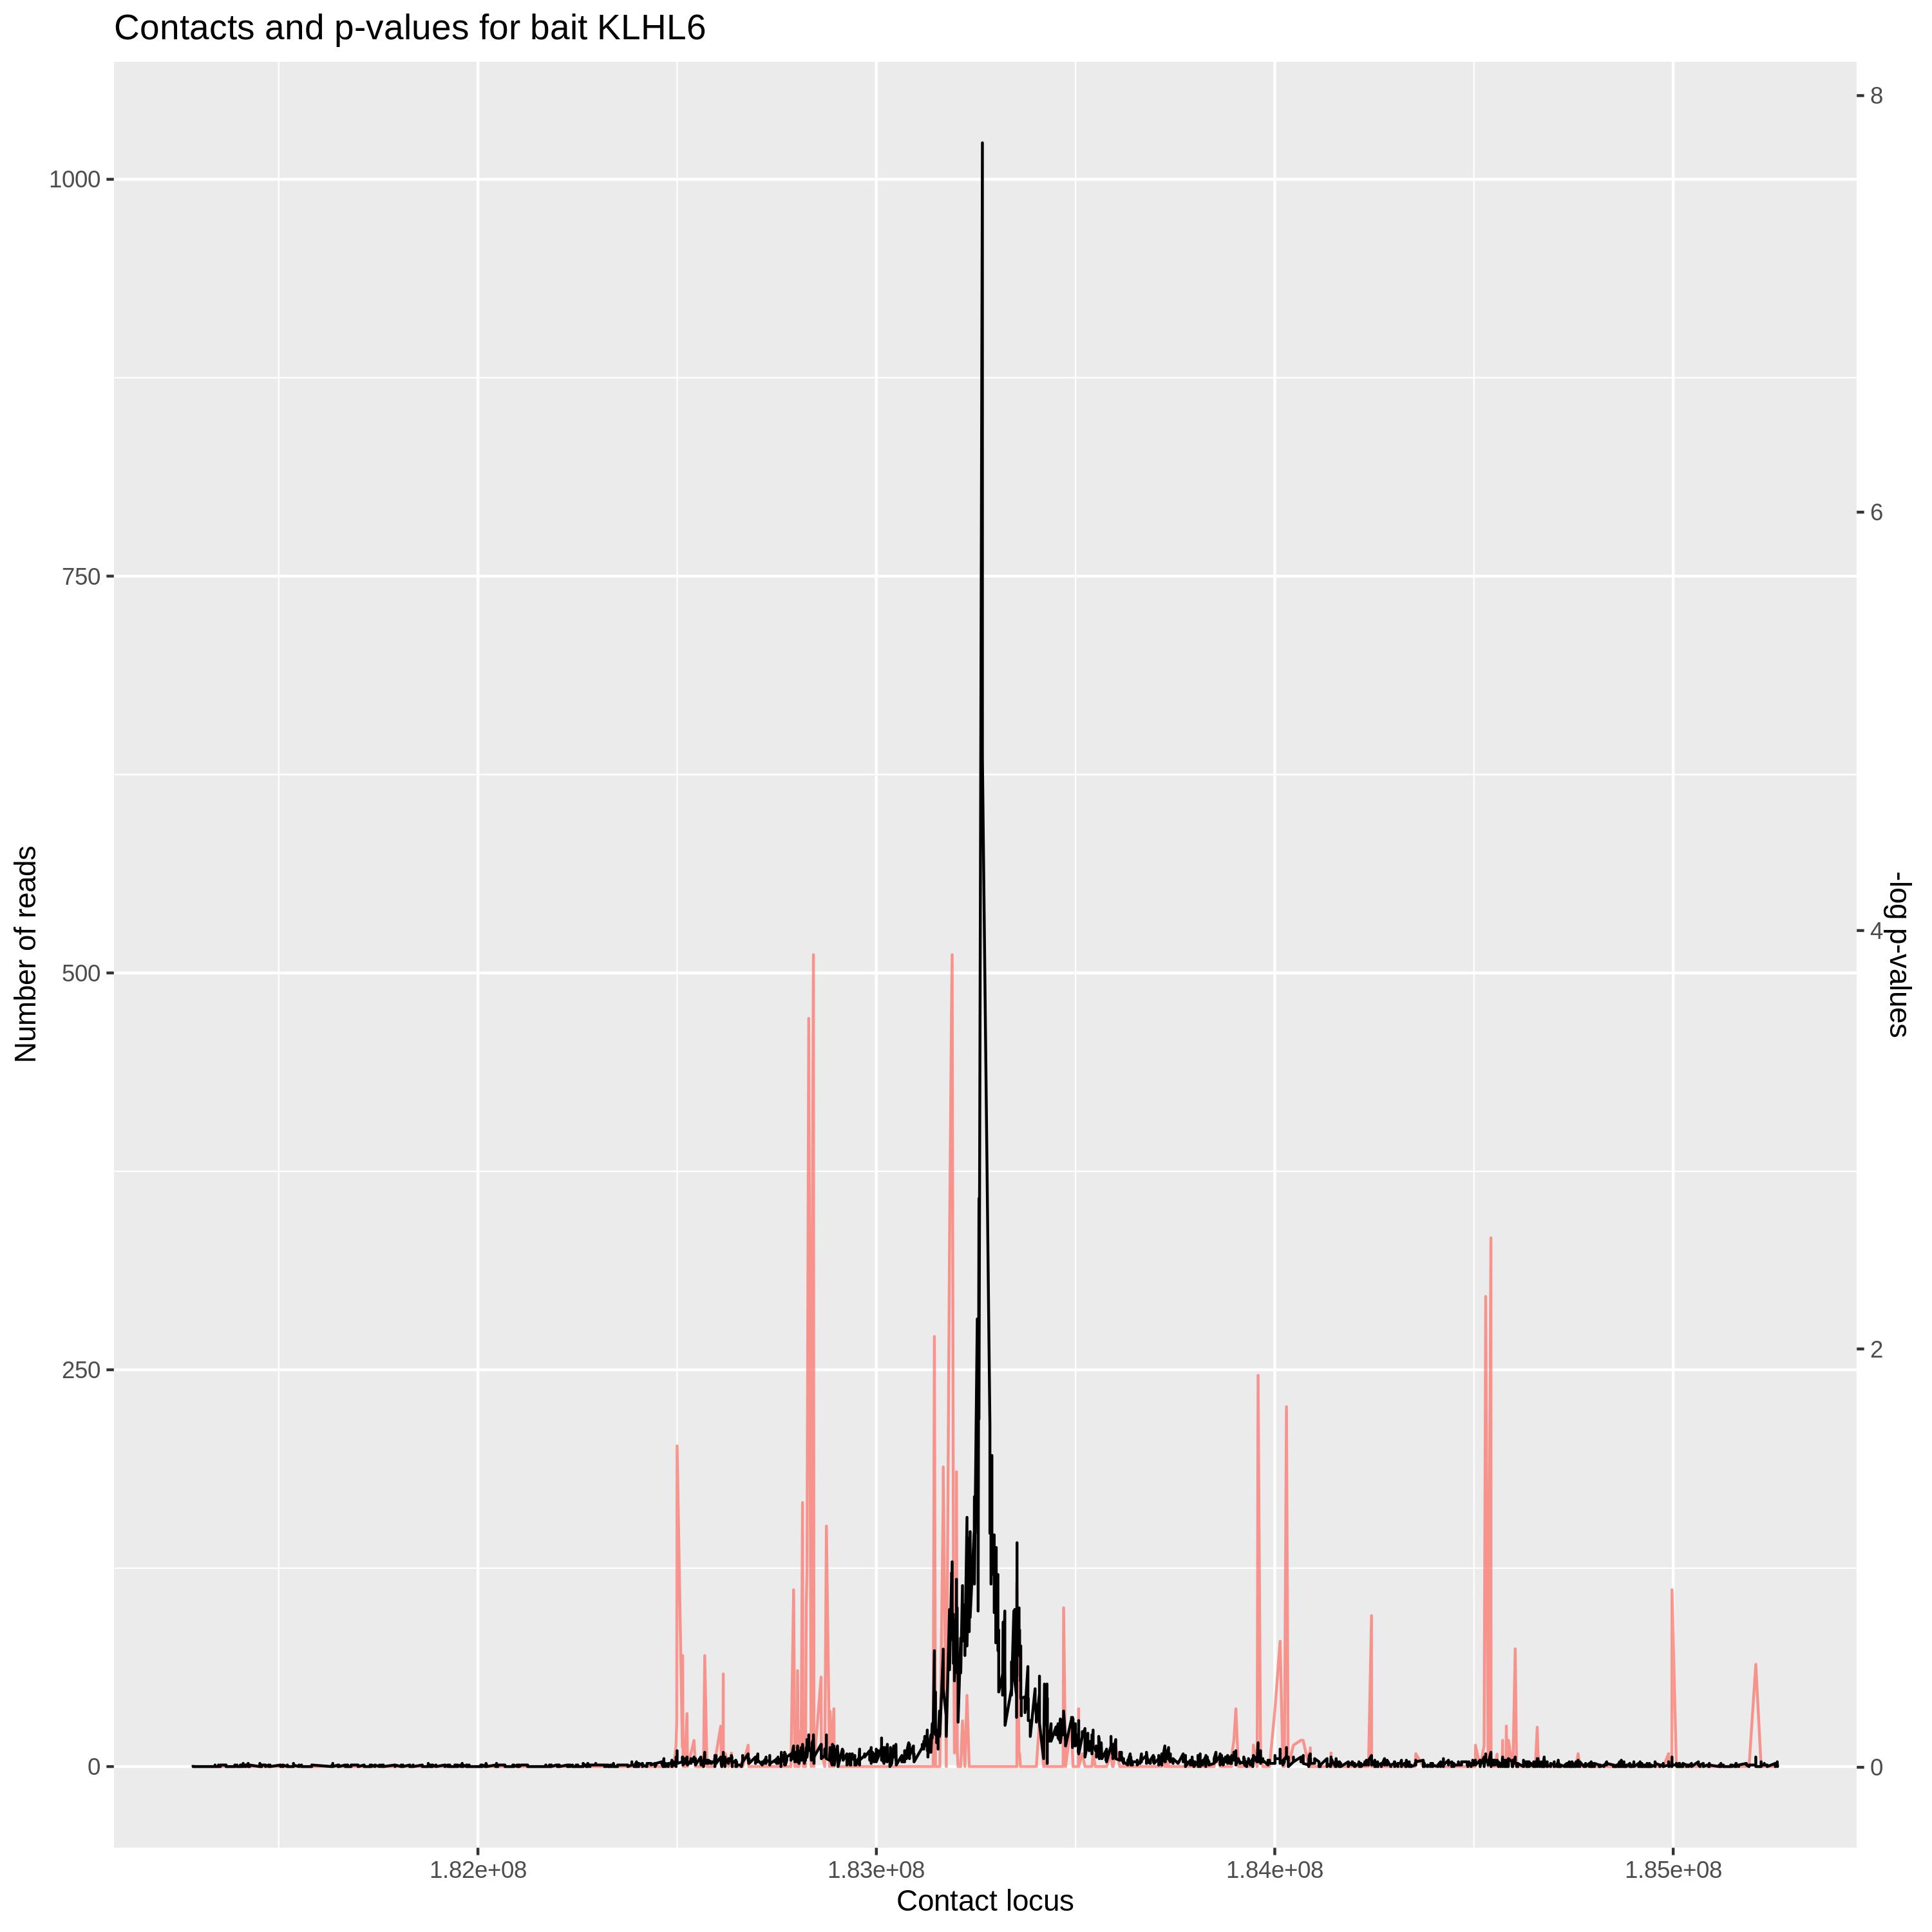 Contacts and p-values for bait KLHL6
1000
750
500
250
0
Number of reads
8
6
4
2
0
-log p-values
1.82e+08 1.83e+08 1.84e+08 1.85e+08
Contact locus